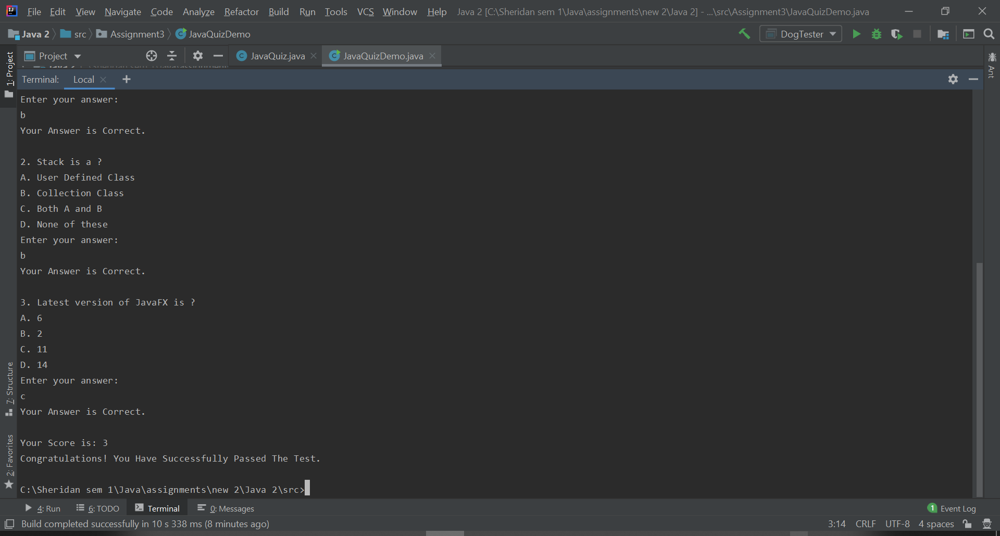 File Edit View Navigate Code Analyze Refactor Build Run Tools VCS Window Help Java 2 [C:\Sheridan sem 1\Java\assignments\new 2\Java 2] - ...\src\Assignment3\JavaQuizDemo.java
Java 2 src Assignment3 JavaQuizDemo DogTester
Project JavaQuiz.java JavaQuizDemo.java
1: Project
Ant
Terminal: Local
Enter your answer:
b
Your Answer is Correct.
2. Stack is a ?
A. User Defined Class
B. Collection Class
C. Both A and B
D. None of these
Enter your answer:
b
Your Answer is Correct.
3. Latest version of JavaFX is ?
A. 6
B. 2
C. 11
D. 14
Enter your answer:
c
Your Answer is Correct.
Your Score is: 3
Congratulations! You Have Successfully Passed The Test.
C:\Sheridan sem 1\Java\assignments\new 2\Java 2\src>
7: Structure
2: Favorites
4: Run 6: TODO Terminal 0: Messages 1 Event Log
Build completed successfully in 10 s 338 ms (8 minutes ago) 3:14 CRLF UTF-8 4 spaces